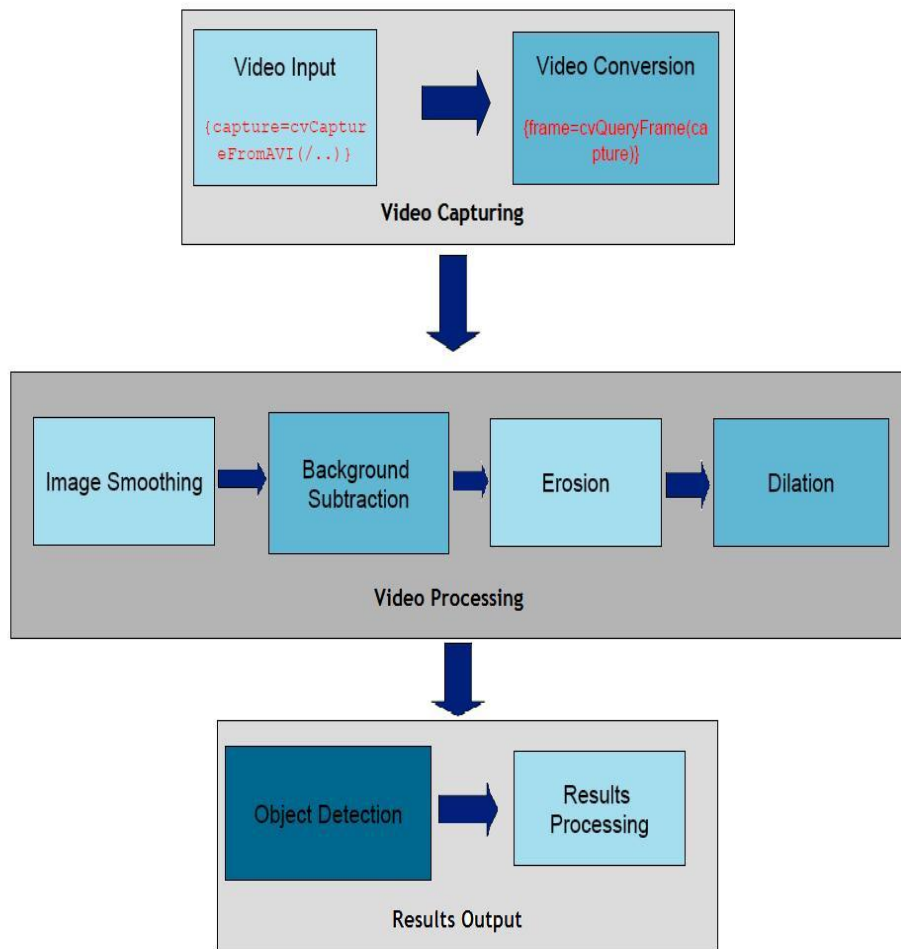 Video Input
{capture=cvCaptur
eFromAVI(/..)}
Video Conversion
{frame=cvQueryFrame(ca
pture)}
Video Capturing
Image Smoothing
Background
Subtraction
Erosion
Dilation
Video Processing
Object Detection
Results
Processing
Results Output